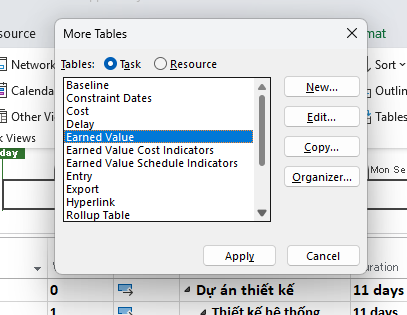 esource
mat
More Tables
Network
Sort
Tables: Task Resource
Calenda
Outlin
Other Vi
Tables
Baseline
Constraint Dates
Cost
Delay
Earned Value
Earned Value Cost Indicators
Earned Value Schedule Indicators
Entry
Export
Hyperlink
Rollup Table
New...
Edit...
Copy...
Organizer...
Apply
Cancel
k Views
day
Mon Se
uration
0 Dự án thiết kế 11 days
1 Thiết kế hệ thống 11 days